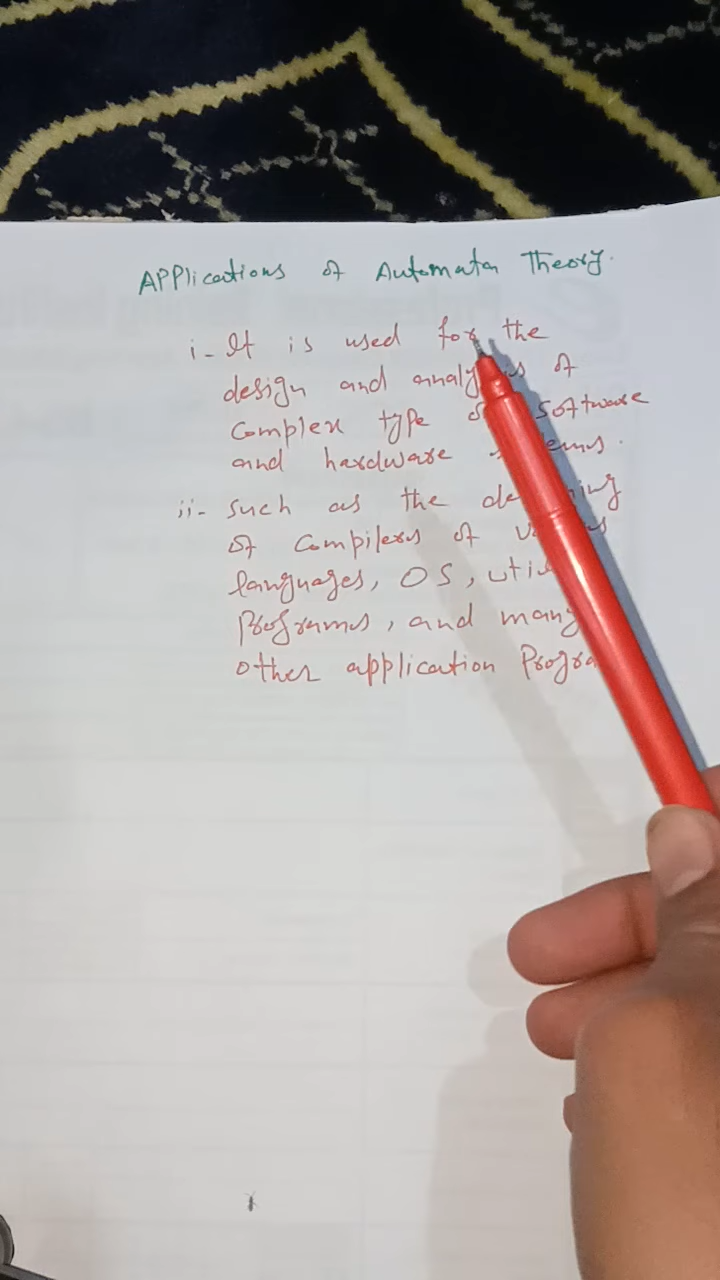 Applications of Automata Theory.
i- It is used for the
design and analysis of
complex type software
and hardware
ii- such as the
of compilers of
languages, OS,
Programs, and many
other application